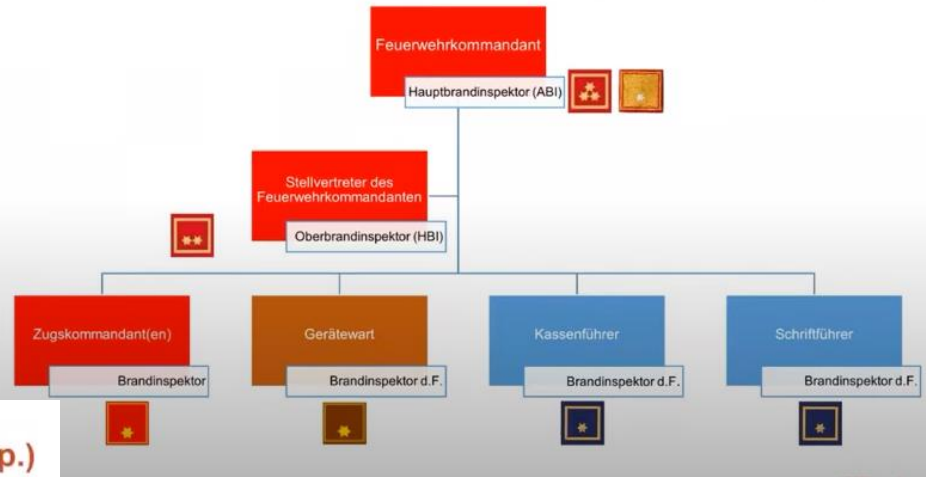 Feuerwehrkommandant
Hauptbrandinspektor (ABI)
Stellvertreter des
Feuerwehrkommandanten
Oberbrandinspektor (HBI)
Zugskommandant(en)
Brandinspektor
Gerätewart
Brandinspektor d.F.
Kassenführer
Brandinspektor d.F.
Schriftführer
Brandinspektor d.F.
p.)